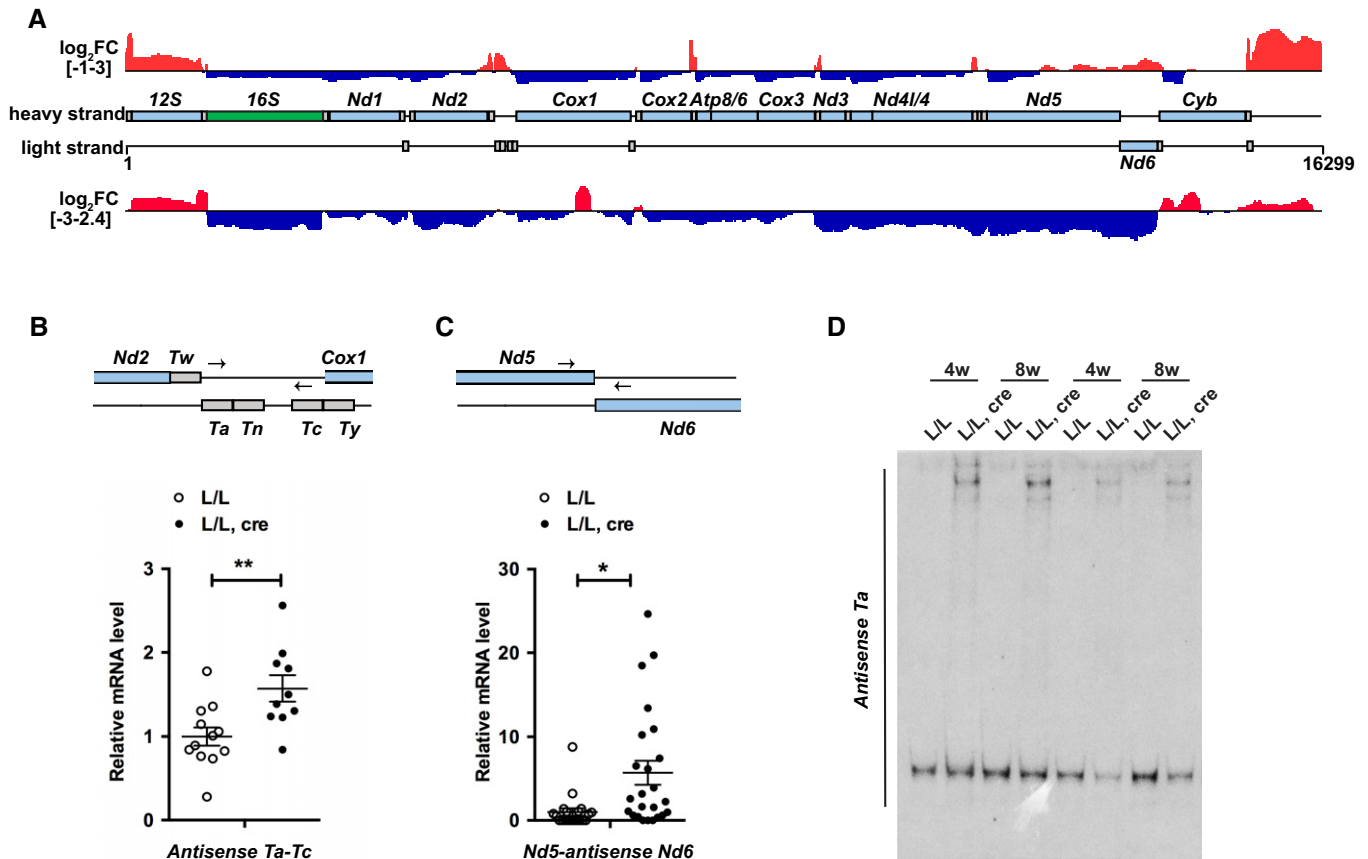 A
log2FC
[-1-3]
12S 16S Nd1 Nd2 Cox1 Cox2 Atp8/6 Cox3 Nd3 Nd4l/4 Nd5 Cyb
heavy strand
light strand
1 Nd6 16299
log2FC
[-3-2.4]
B
Nd2 Tw Cox1
Ta Tn Tc Ty
L/L
L/L, cre
**
Relative mRNA level
3
2
1
0
Antisense Ta-Tc
C
Nd5
Nd6
L/L
L/L, cre
*
Relative mRNA level
30
20
10
0
Nd5-antisense Nd6
D
4w 8w 4w 8w
L/L L/L, cre L/L L/L, cre L/L L/L, cre L/L L/L, cre
Antisense Ta